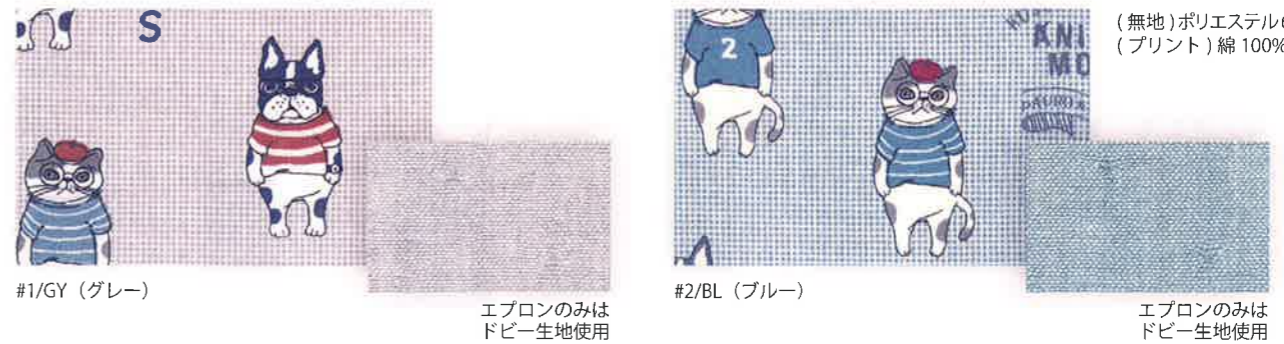 S
2
ANI
MO
(無地)ポリエステル
(プリント)綿 100%
#1/GY(グレー)
エプロンのみは
ドビー生地使用
#2/BL(ブルー)
エプロンのみは
ドビー生地使用